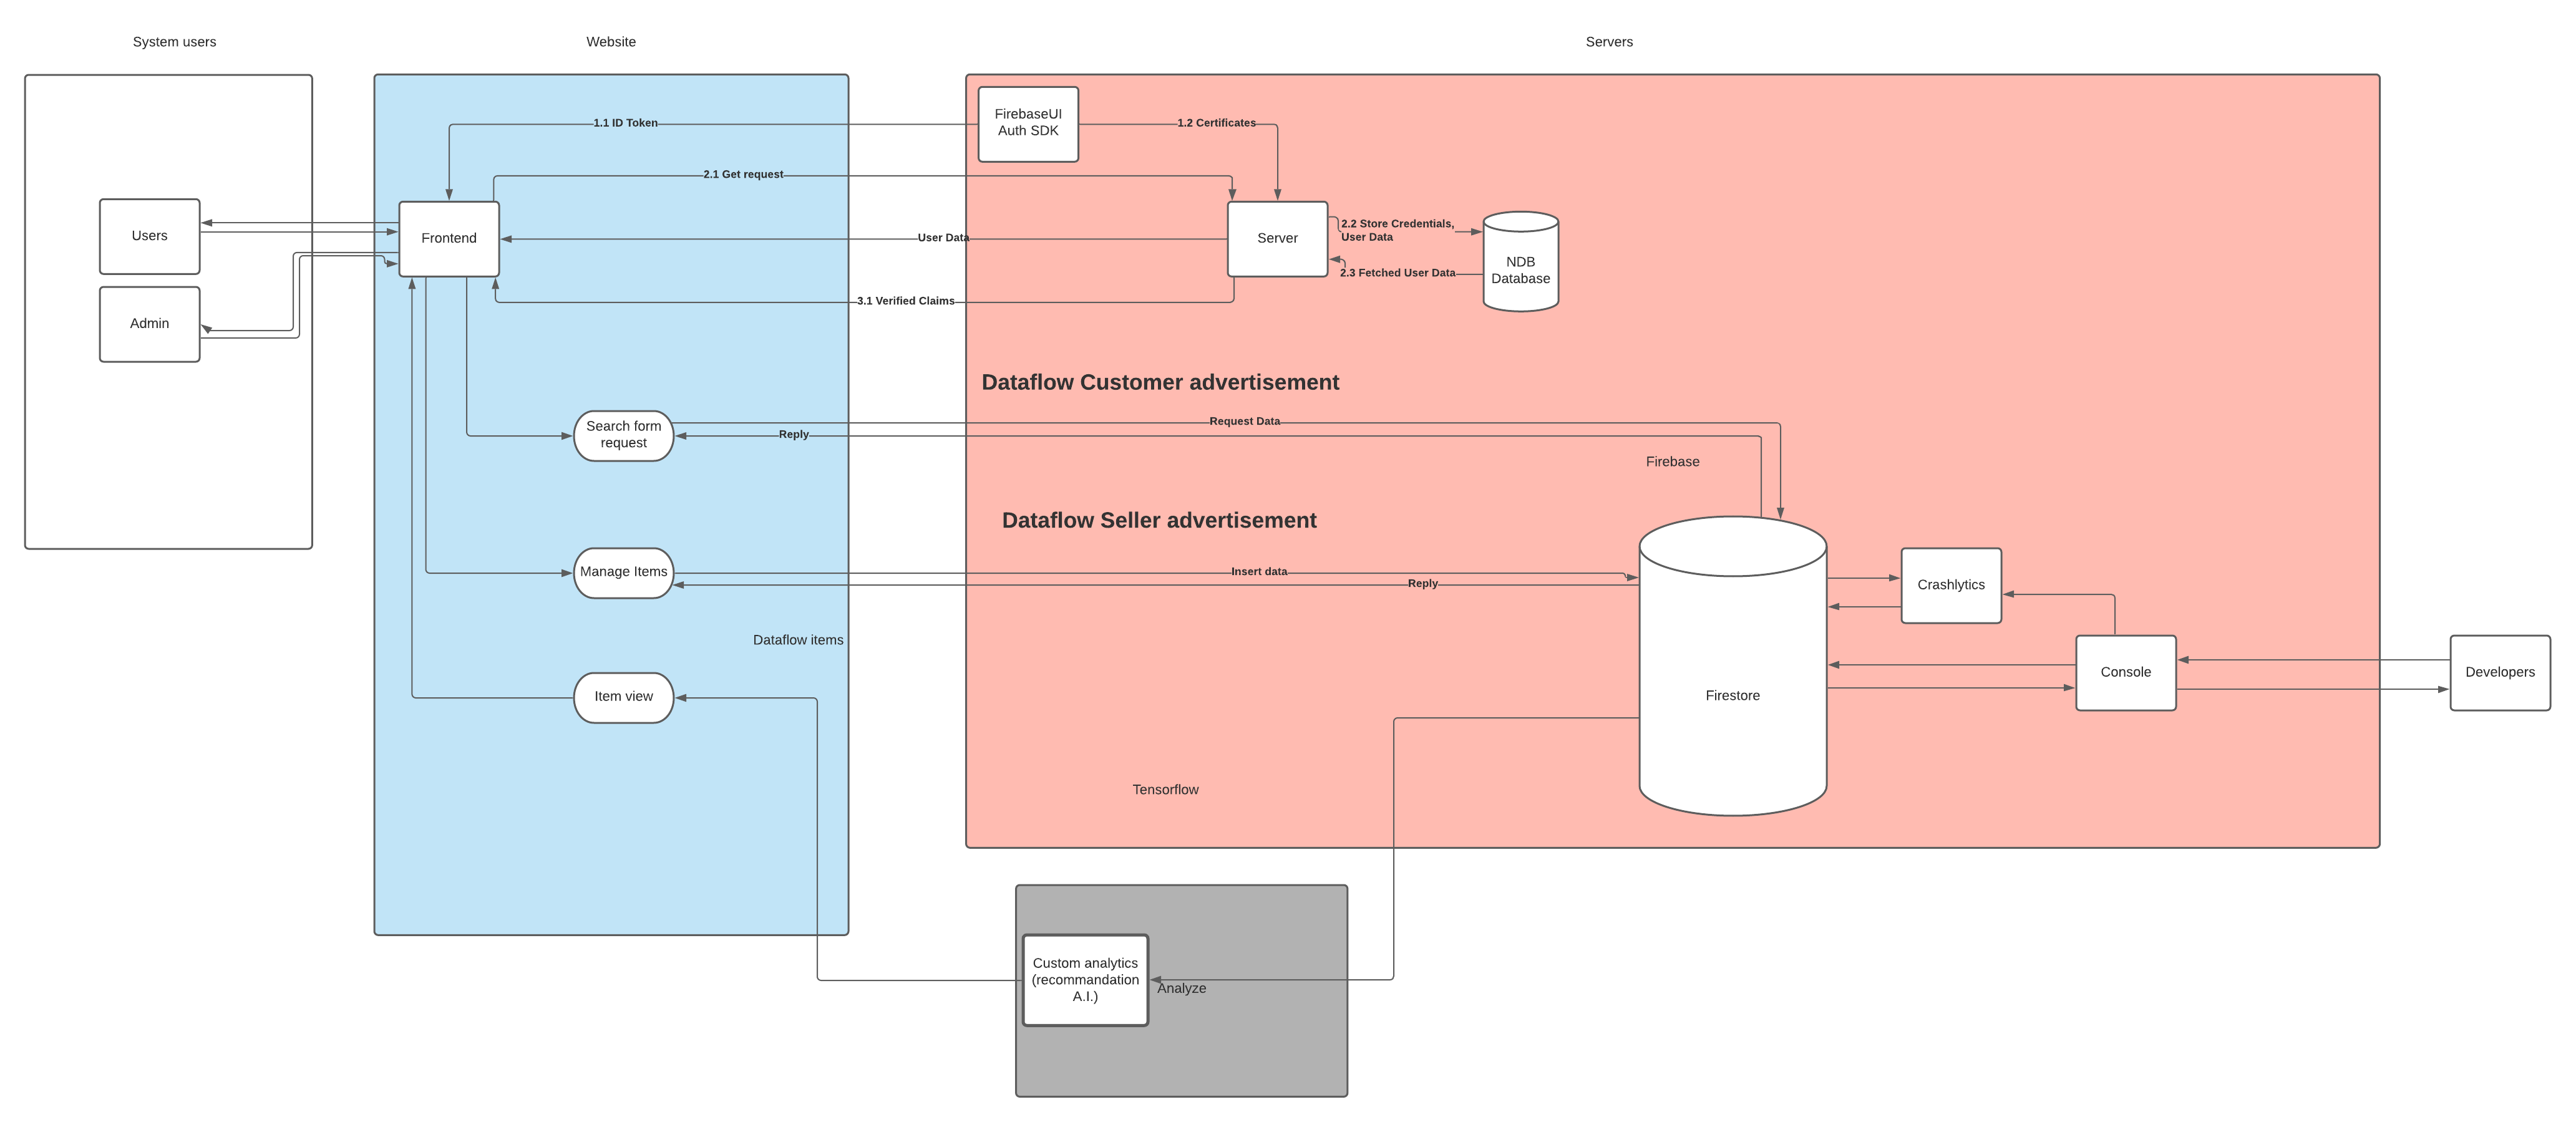 System users
Website
Servers
FirebaseUI
Auth SDK
1.1 ID Token
1.2 Certificates
2.1 Get request
Users
Frontend
Server
User Data
2.2 Store Credentials,
User Data
2.3 Fetched User Data
NDB
Database
3.1 Verified Claims
Admin
Dataflow Customer advertisement
Search form
request
Request Data
Reply
Firebase
Dataflow Seller advertisement
Manage Items
Insert data
Reply
Crashlytics
Dataflow items
Item view
Firestore
Console
Developers
Tensorflow
Custom analytics
(recommandation
A.I.)
Analyze